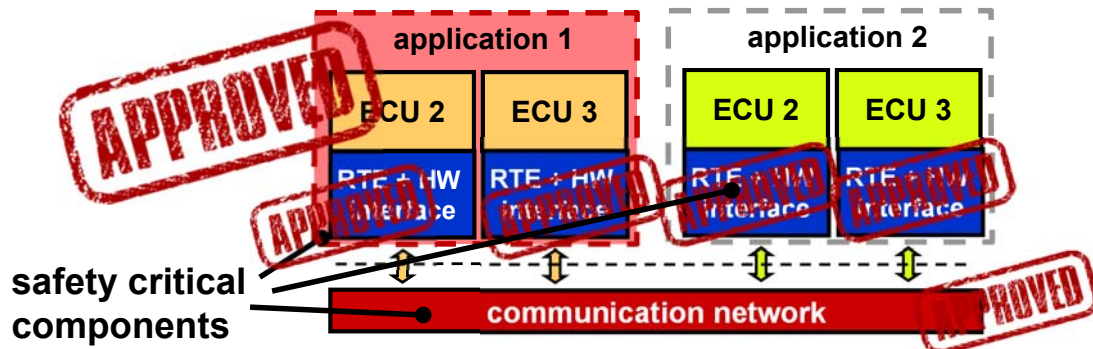 application 1
application 2
APPROVED
ECU 2
ECU 3
ECU 2
ECU 3
RTE + HW
interface
RTE + HW
interface
RTE + HW
interface
RTE + HW
interface
APPROVED
APPROVED
APPROVED
APPROVED
safety critical
components
communication network
APPROVED